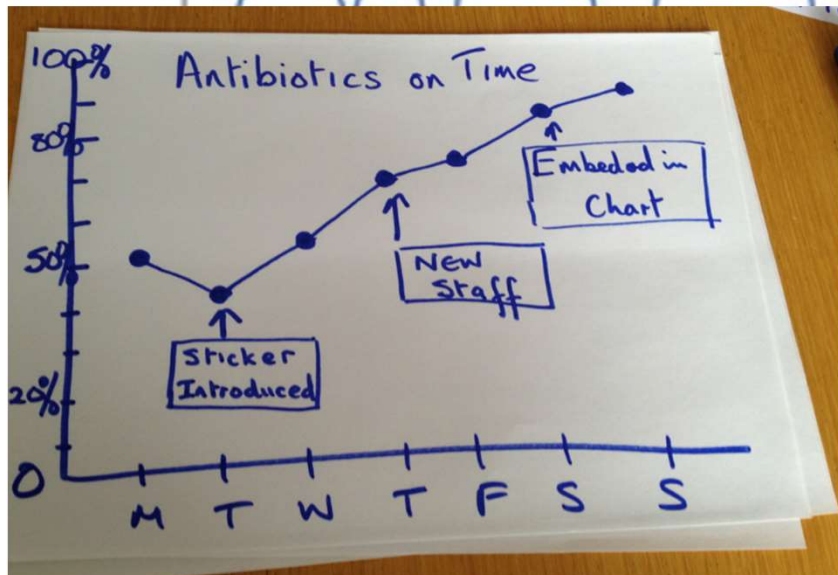 Antibiotics on Time
100%
80%
50%
20%
0
Sticker
Introduced
New
Staff
Embeded in
Chart
M T W T F S S